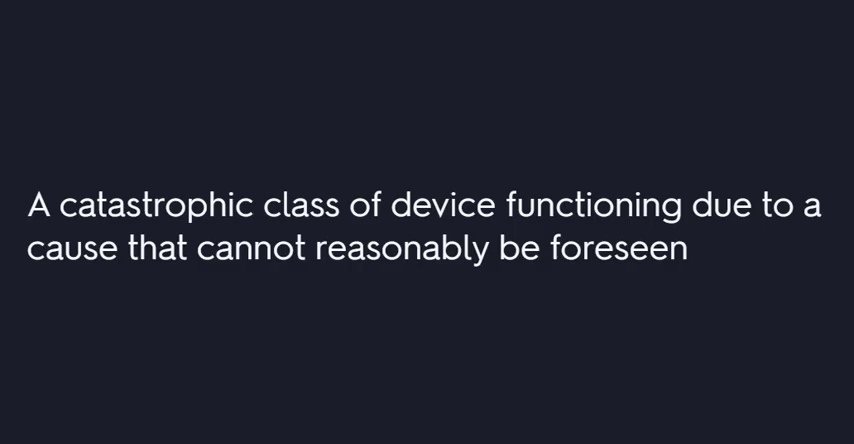 A catastrophic class of device functioning due to a
cause that cannot reasonably be foreseen